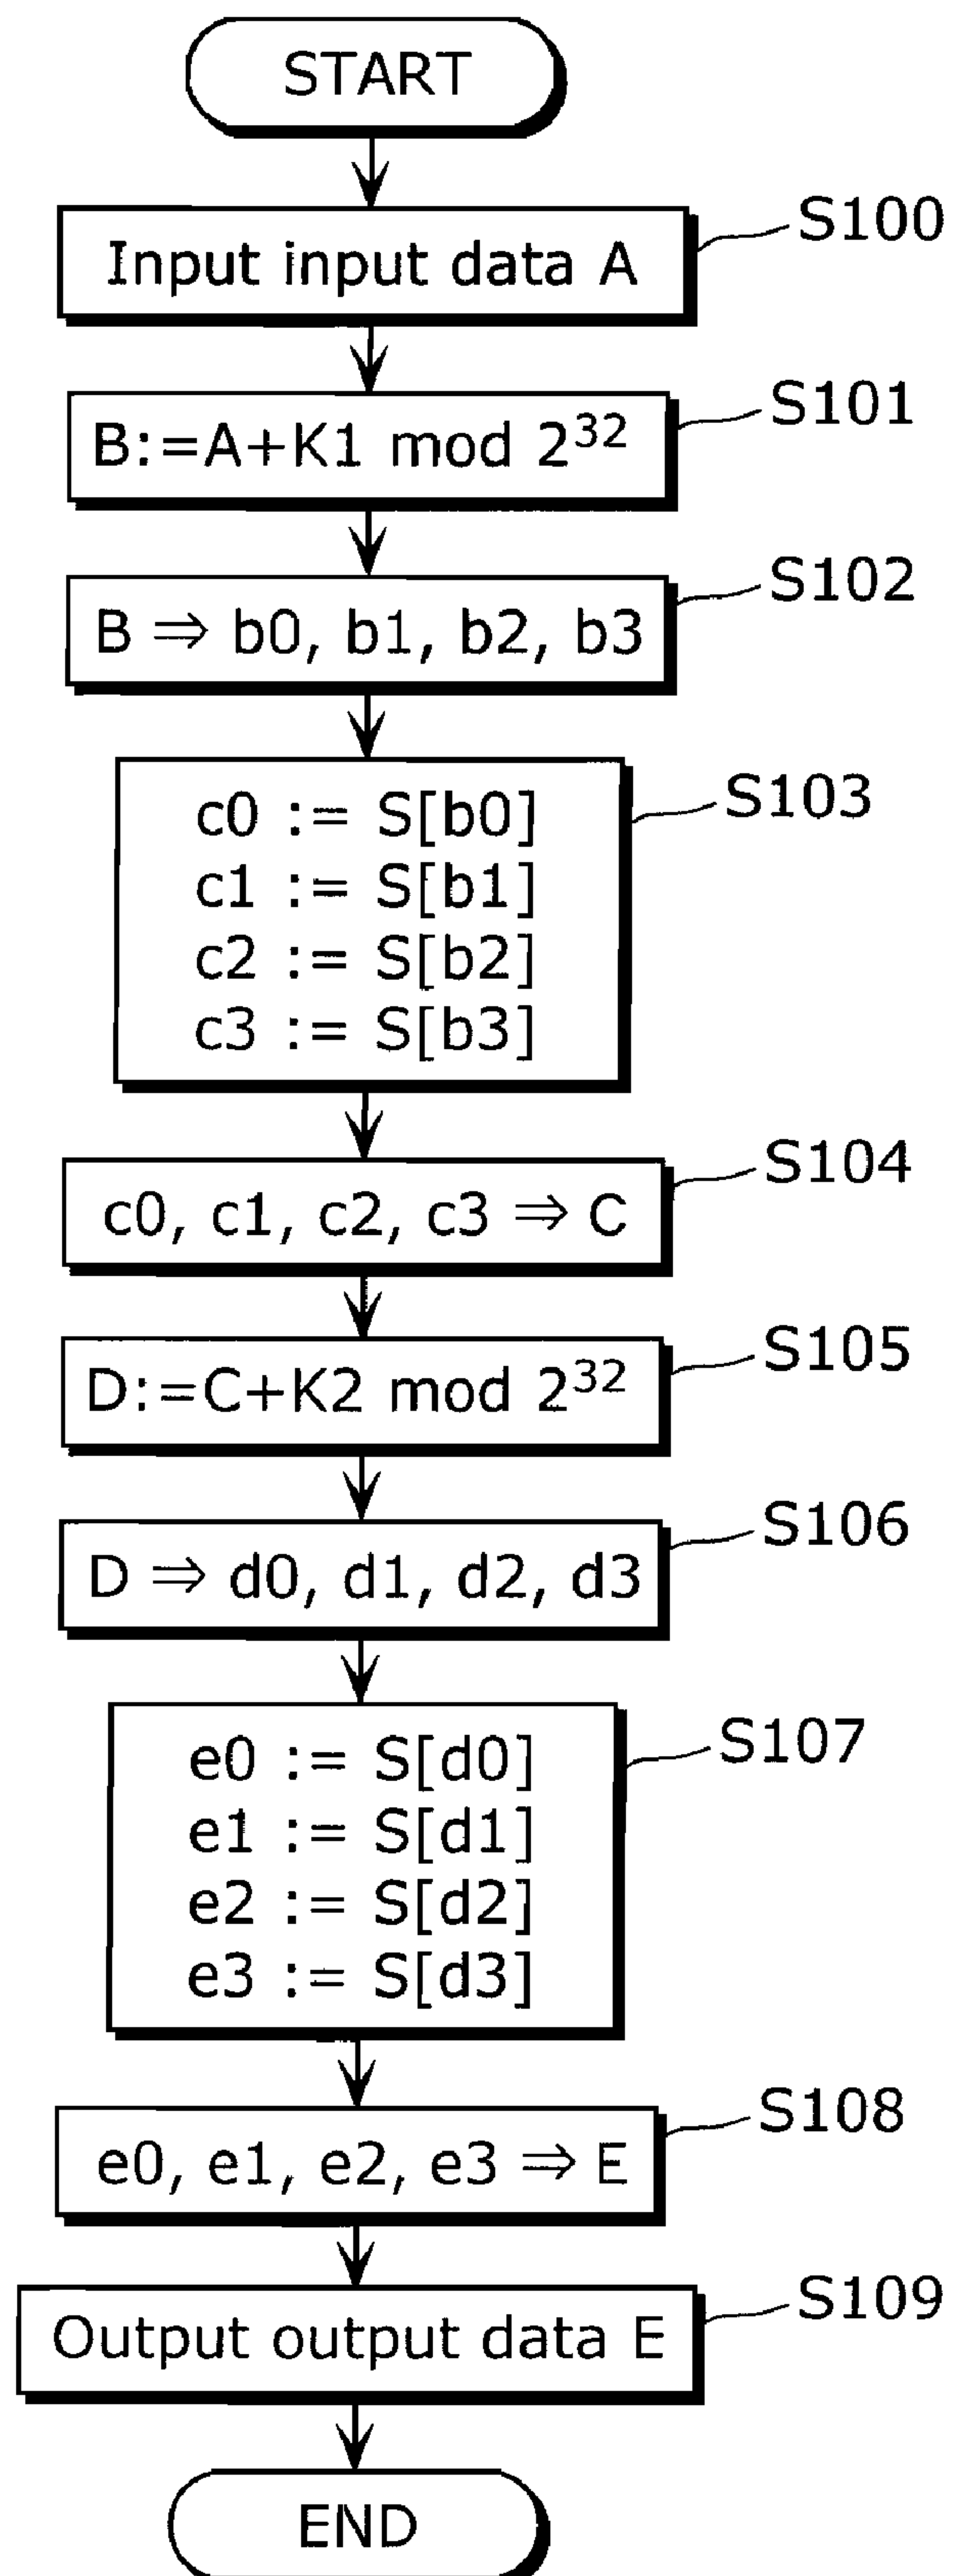 START
Input input data A
S100
B:=A+K1 mod 2³²
S101
B ⇒ b0, b1, b2, b3
S102
c0 := S[b0]
c1 := S[b1]
c2 := S[b2]
c3 := S[b3]
S103
c0, c1, c2, c3 ⇒ C
S104
D:=C+K2 mod 2³²
S105
D ⇒ d0, d1, d2, d3
S106
e0 := S[d0]
e1 := S[d1]
e2 := S[d2]
e3 := S[d3]
S107
e0, e1, e2, e3 ⇒ E
S108
Output output data E
S109
END